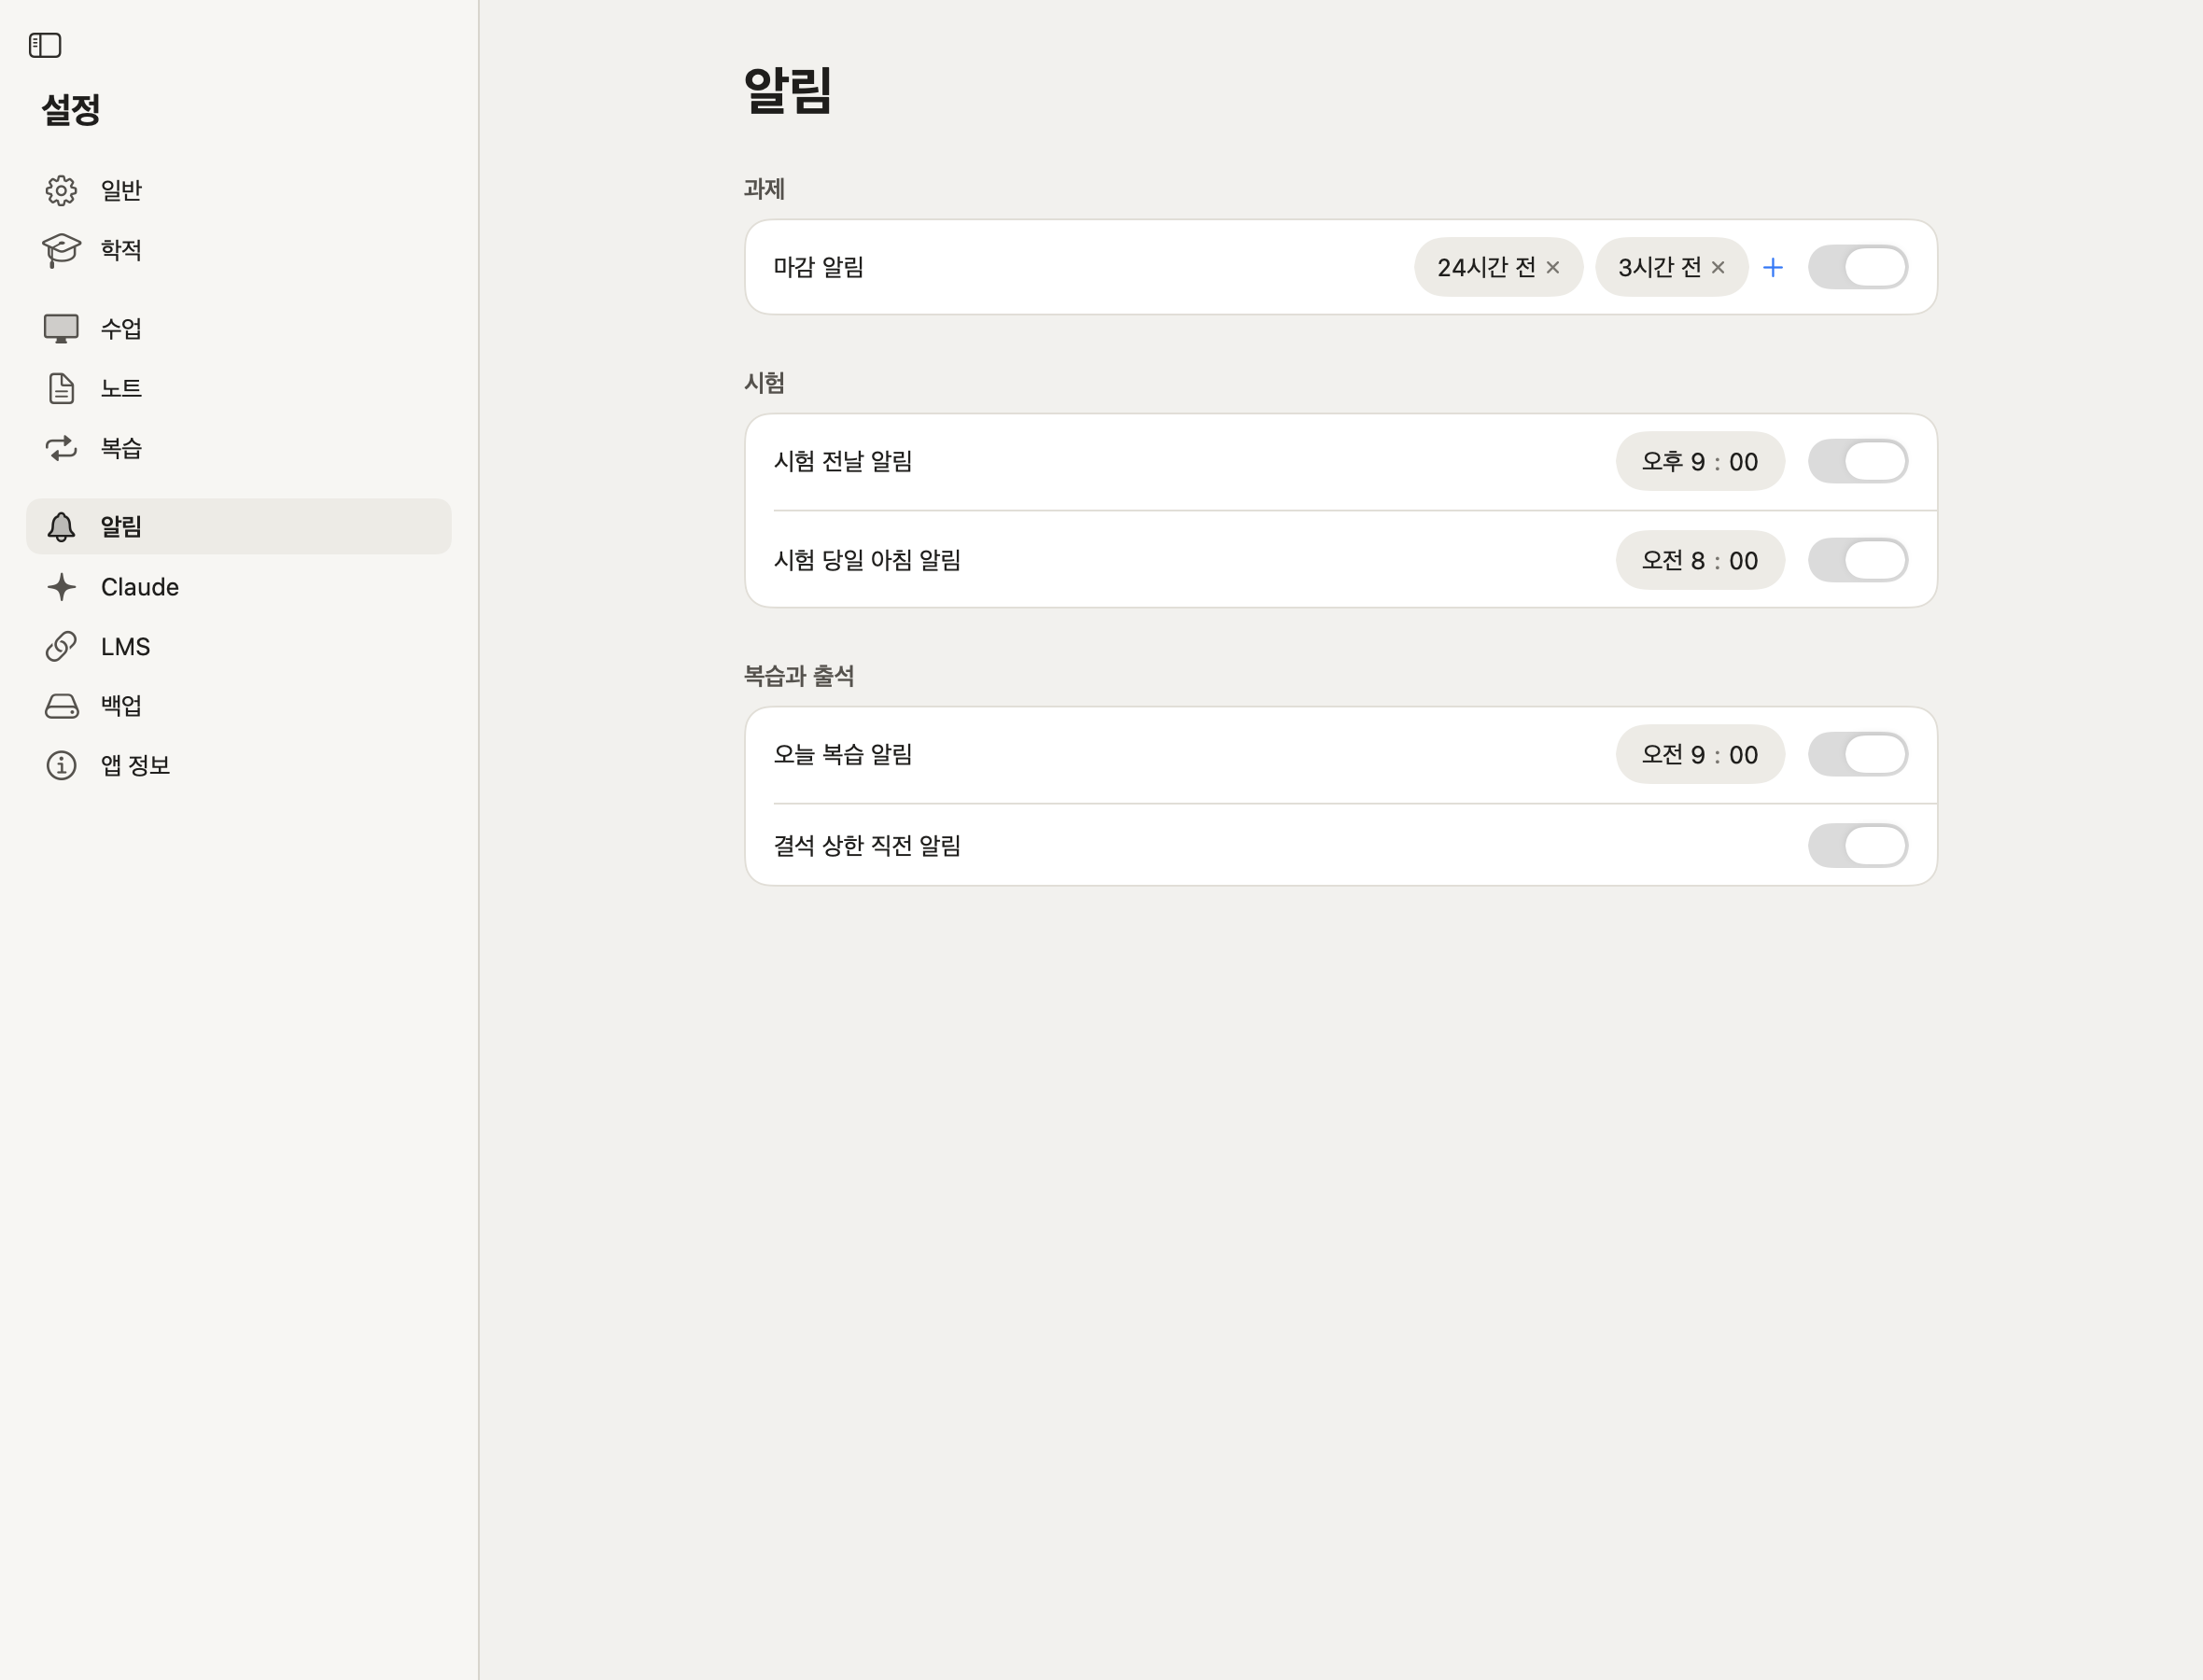 설정
일반
학적
수업
노트
복습
알림
Claude
LMS
백업
앱 정보
알림
과제
마감 알림 24시간 전 × 3시간 전 × +
시험
시험 전날 알림 오후 9 : 00
시험 당일 아침 알림 오전 8 : 00
복습과 출석
오늘 복습 알림 오전 9 : 00
결석 상한 직전 알림